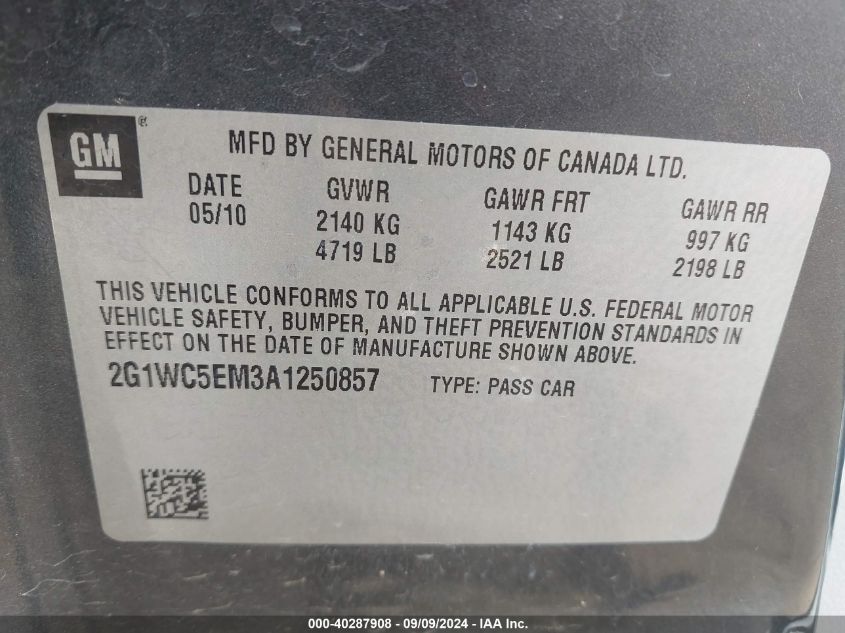 GM®
MFD BY GENERAL MOTORS OF CANADA LTD.
DATE GVWR GAWR FRT GAWR RR
05/10 2140 KG 1143 KG 997 KG
4719 LB 2521 LB 2198 LB
THIS VEHICLE CONFORMS TO ALL APPLICABLE U.S. FEDERAL MOTOR
VEHICLE SAFETY, BUMPER, AND THEFT PREVENTION STANDARDS IN
EFFECT ON THE DATE OF MANUFACTURE SHOWN ABOVE.
2G1WC5EM3A1250857 TYPE: PASS CAR
000-40287908 - 09/09/2024 - IAA Inc.